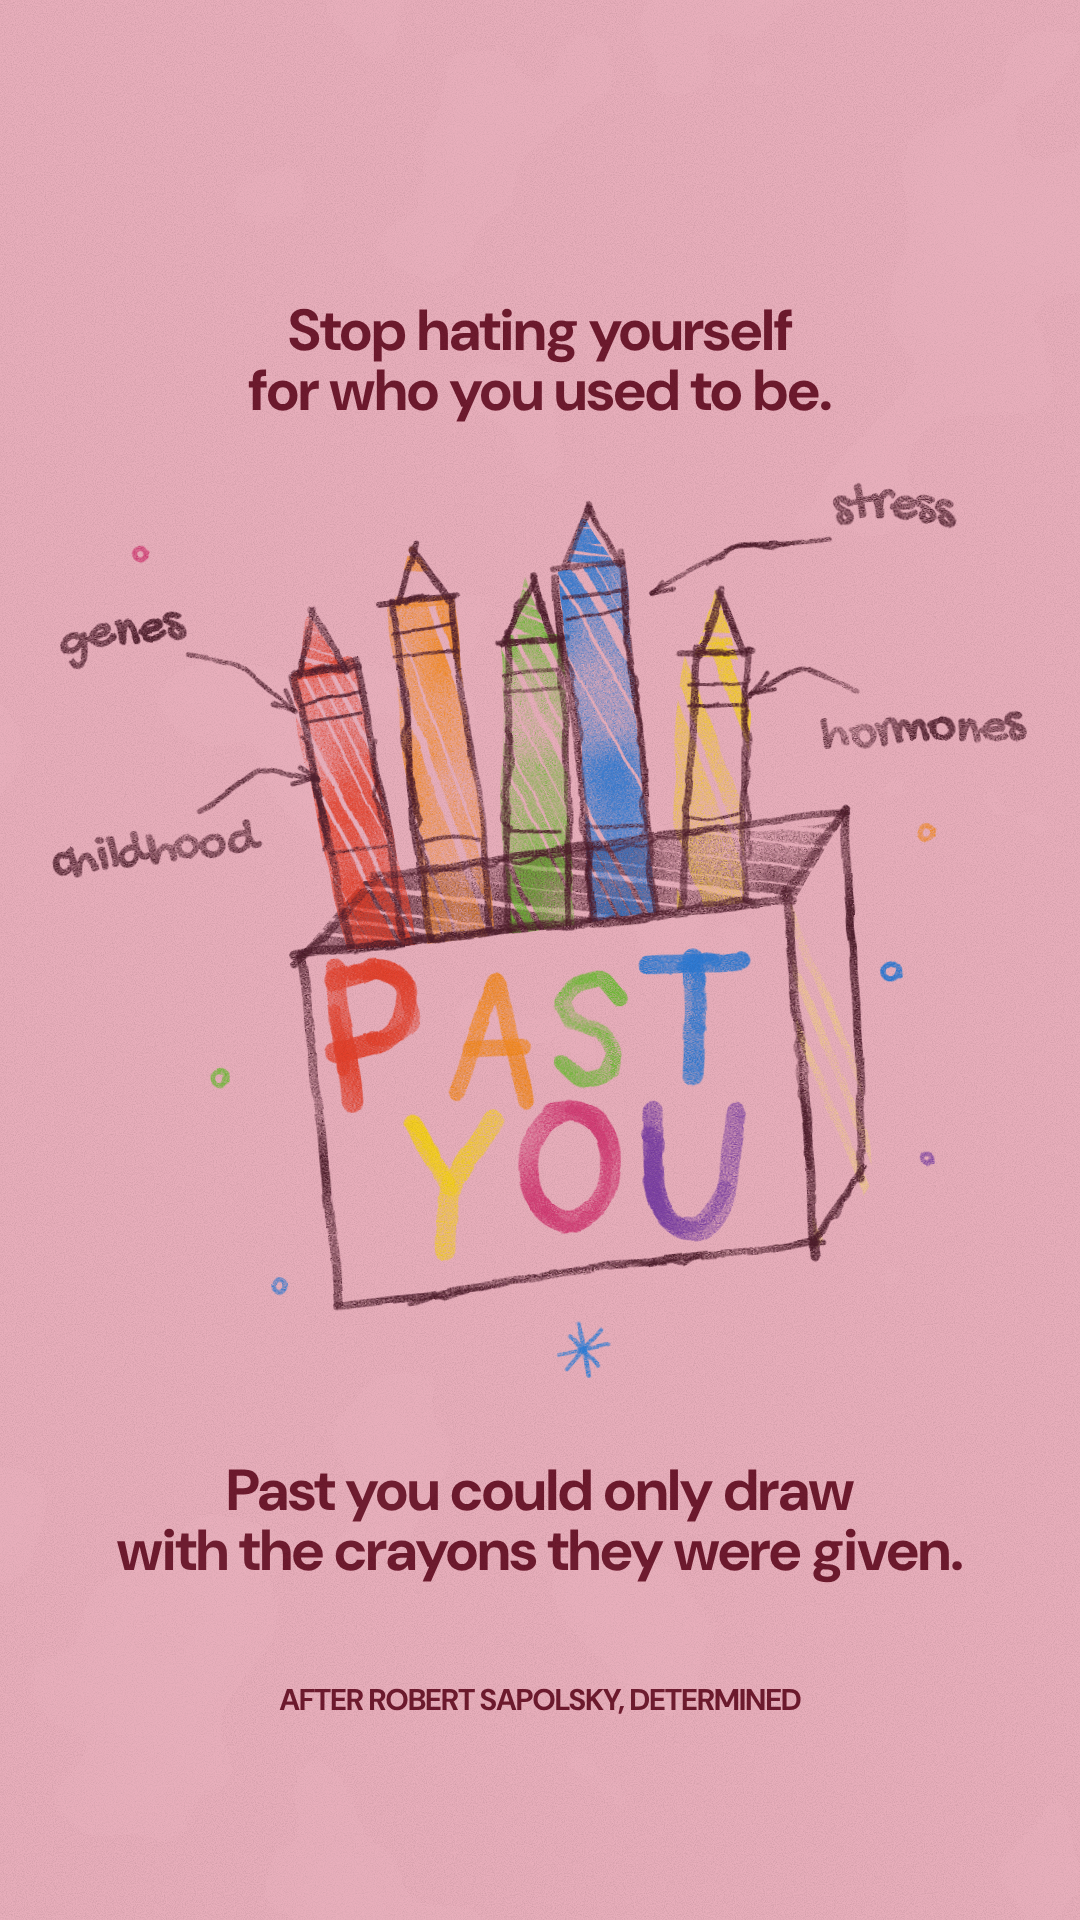 Stop hating yourself
for who you used to be.
stress
genes
hormones
childhood
PAST
YOU
Past you could only draw
with the crayons they were given.
AFTER ROBERT SAPOLSKY, DETERMINED